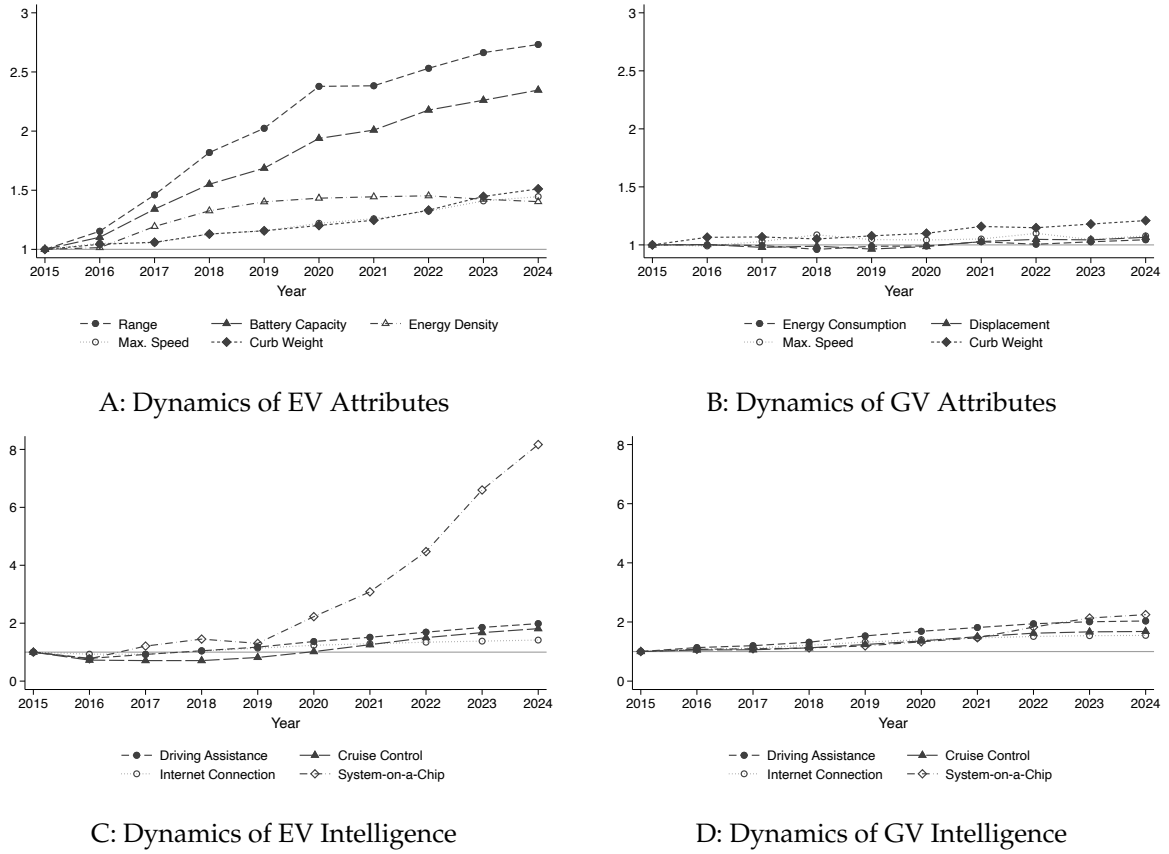 3
2.5
2
1.5
1
2015 2016 2017 2018 2019 2020 2021 2022 2023 2024
Year
Range Battery Capacity Energy Density
Max. Speed Curb Weight
A: Dynamics of EV Attributes
3
2.5
2
1.5
1
2015 2016 2017 2018 2019 2020 2021 2022 2023 2024
Year
Energy Consumption Displacement
Max. Speed Curb Weight
B: Dynamics of GV Attributes
8
6
4
2
0
2015 2016 2017 2018 2019 2020 2021 2022 2023 2024
Year
Driving Assistance Cruise Control
Internet Connection System-on-a-Chip
C: Dynamics of EV Intelligence
8
6
4
2
0
2015 2016 2017 2018 2019 2020 2021 2022 2023 2024
Year
Driving Assistance Cruise Control
Internet Connection System-on-a-Chip
D: Dynamics of GV Intelligence